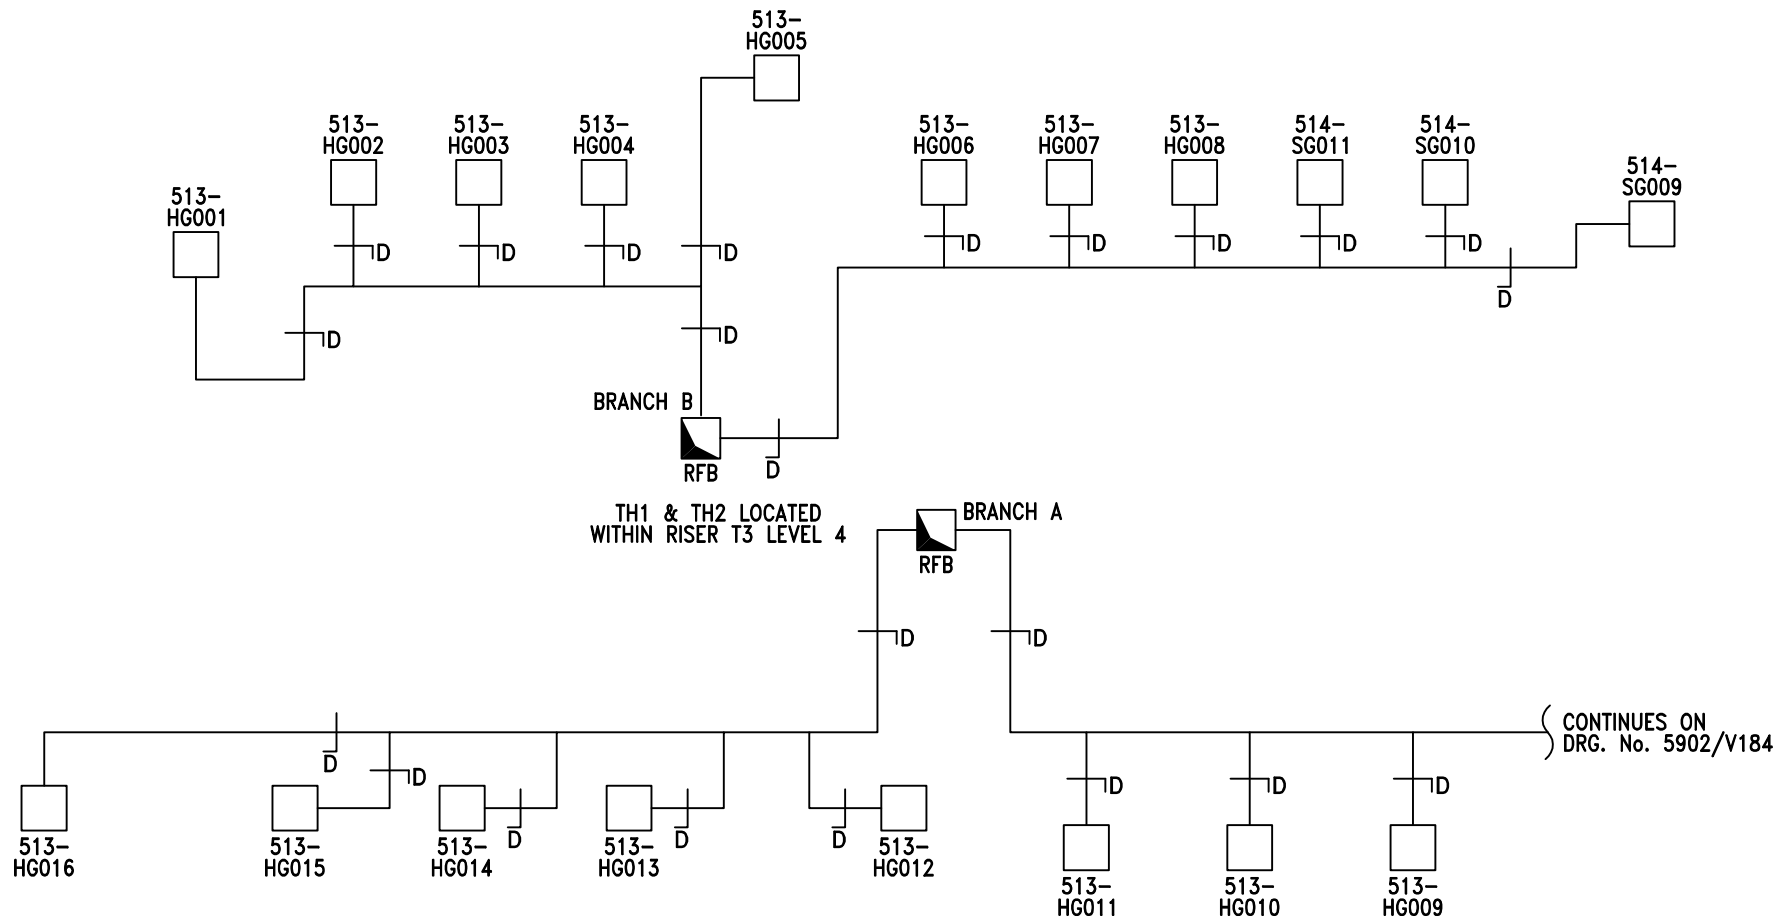 513-
HG005
513-
HG002
513-
HG003
513-
HG004
513-
HG006
513-
HG007
513-
HG008
514-
SG011
514-
SG010
514-
SG009
513-
HG001
D
D
D
D
D
D
D
D
D
D
D
D
BRANCH B
RFB
D
TH1 & TH2 LOCATED
WITHIN RISER T3 LEVEL 4
BRANCH A
RFB
D
D
CONTINUES ON
DRG. No. 5902/V184
D
D
D
D
D
D
D
D
513-
HG016
513-
HG015
513-
HG014
513-
HG013
513-
HG012
513-
HG011
513-
HG010
513-
HG009